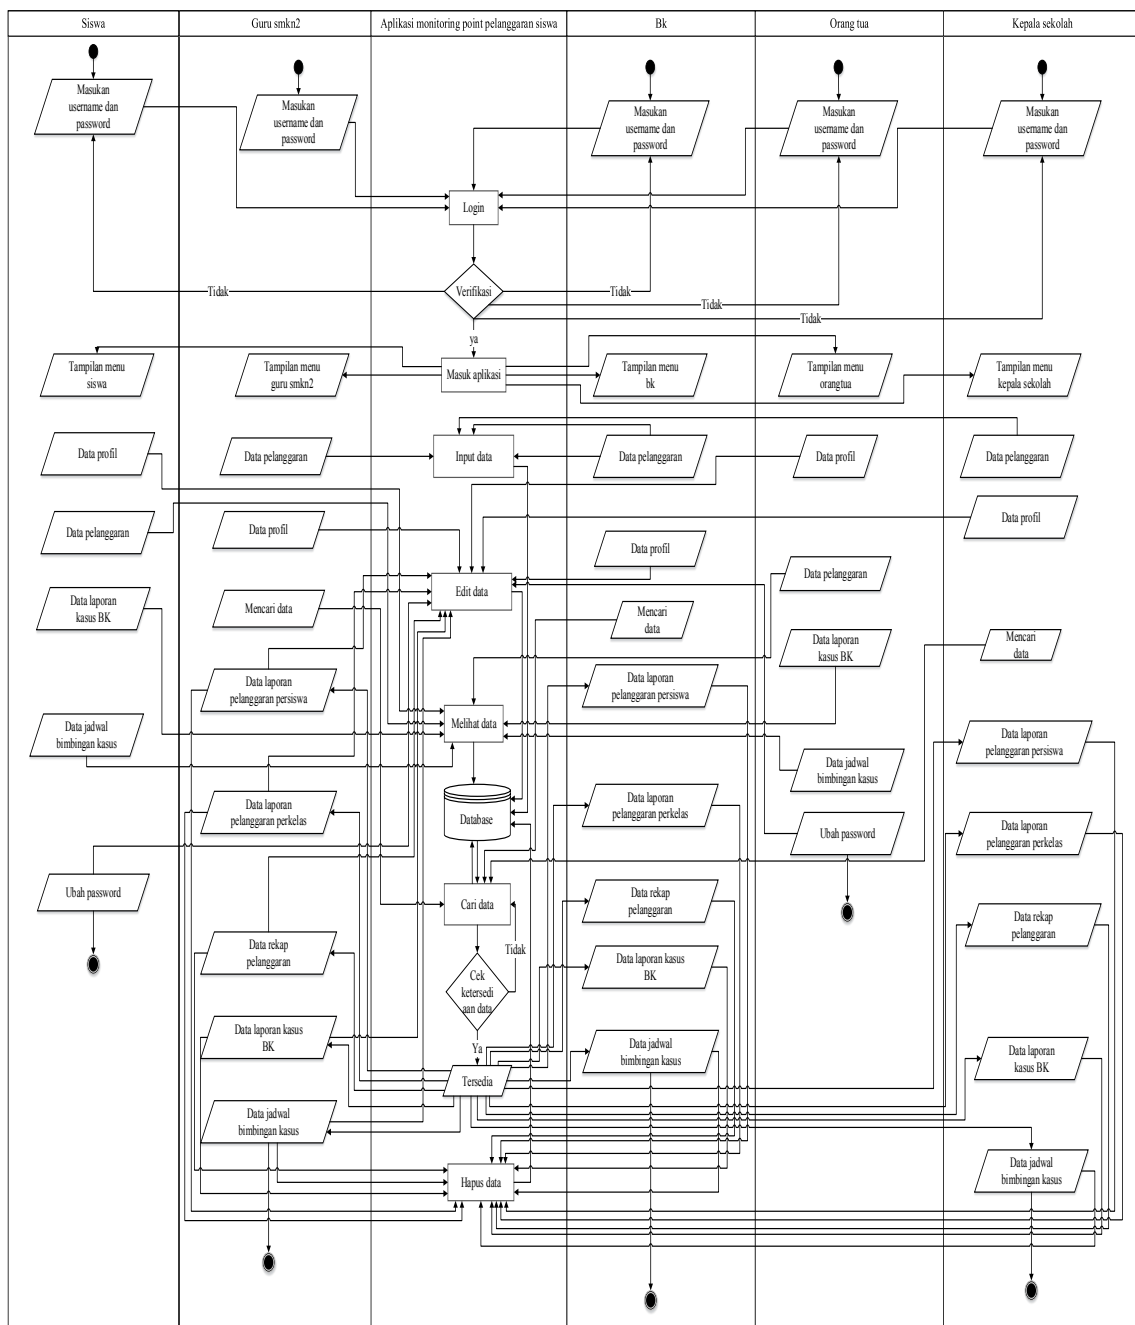 Siswa
Guru smkn2
Aplikasi monitoring point pelanggaran siswa
Bk
Orang tua
Kepala sekolah
Masukan
username dan
password
Masukan
username dan
password
Masukan
username dan
password
Masukan
username dan
password
Masukan
username dan
password
Login
Verifikasi
Tidak
Tidak
Tidak
Tidak
ya
Tampilan menu
siswa
Tampilan menu
guru smkn2
Masuk aplikasi
Tampilan menu
bk
Tampilan menu
orangtua
Tampilan menu
kepala sekolah
Data profil
Data pelanggaran
Input data
Data pelanggaran
Data profil
Data pelanggaran
Data pelanggaran
Data profil
Data profil
Data profil
Data pelanggaran
Edit data
Data laporan
kasus BK
Mencari data
Mencari
data
Data laporan
kasus BK
Mencari
data
Data laporan
pelanggaran persiswa
Data laporan
pelanggaran persiswa
Data jadwal
bimbingan kasus
Melihat data
Data laporan
pelanggaran persiswa
Data jadwal
bimbingan kasus
Data laporan
pelanggaran perkelas
Database
Data laporan
pelanggaran perkelas
Ubah password
Data laporan
pelanggaran perkelas
Ubah password
Cari data
Data rekap
pelanggaran
Data rekap
pelanggaran
Data rekap
pelanggaran
Tidak
Cek
ketersedi
aan data
Data laporan kasus
BK
Data laporan kasus
BK
Ya
Data jadwal
bimbingan kasus
Data laporan
kasus BK
Tersedia
Data jadwal
bimbingan kasus
Hapus data
Data jadwal
bimbingan kasus